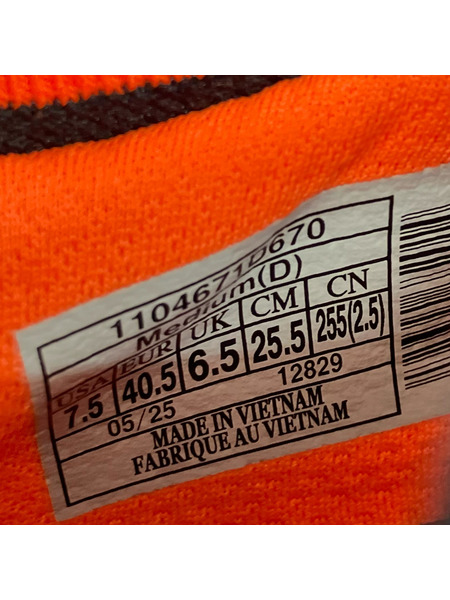 1104671D670
Medium(D)
USA EUR UK CM CN
7.5 40.5 6.5 25.5 255(2.5)
05/25 12829
MADE IN VIETNAM
FABRIQUE AU VIETNAM